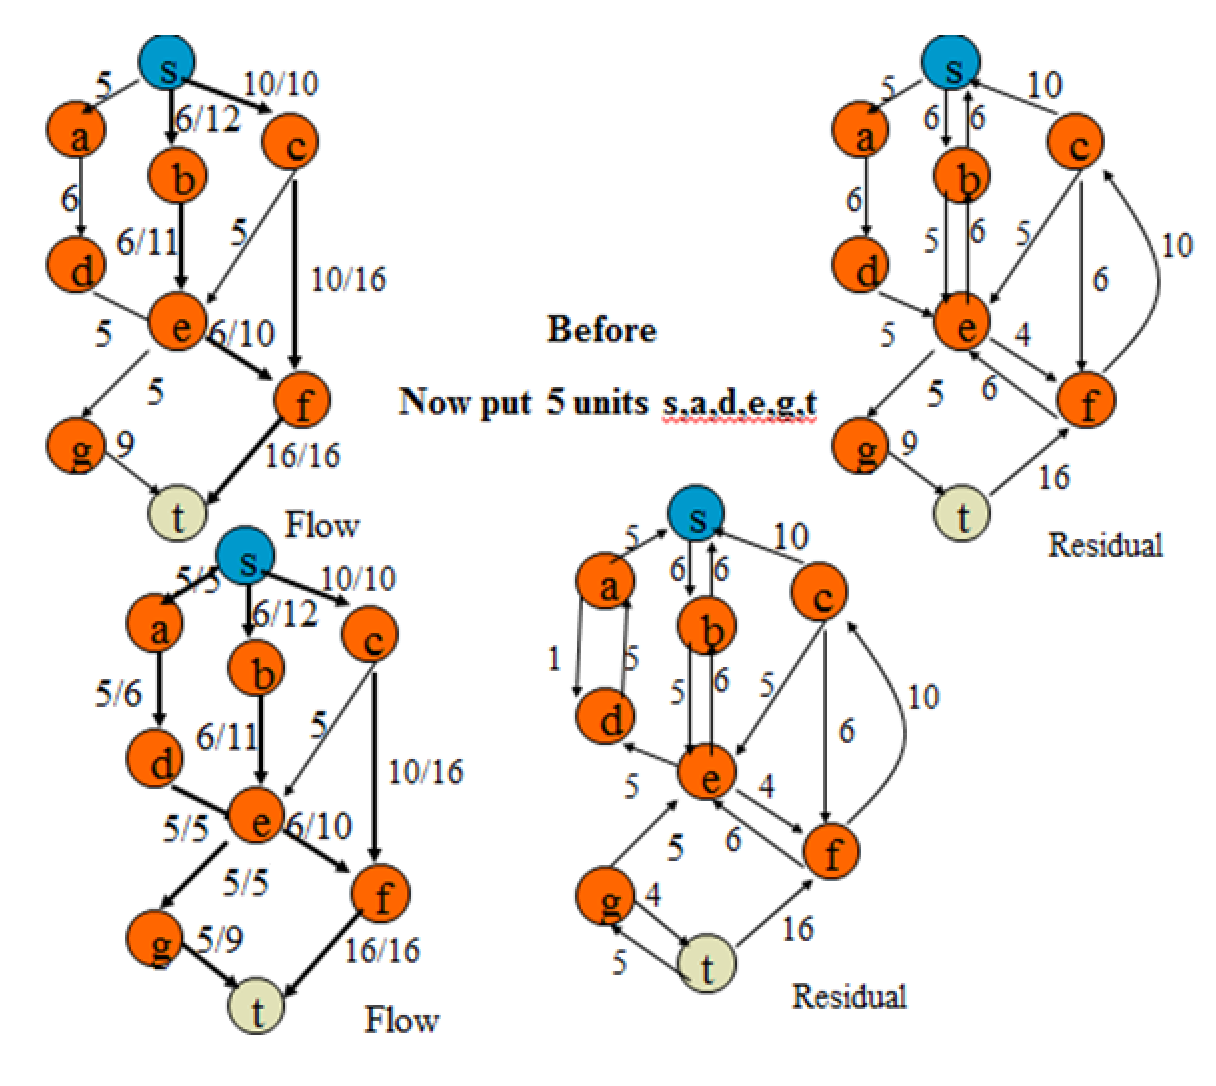 s
5
10/10
a
6/12
c
b
6
6/11
5
d
10/16
e
6/10
5
5
f
g
9
16/16
t
Flow
s
5
10
a
6
6
c
b
6
5
6
5
10
d
6
e
4
5
5
6
f
g
9
16
t
Residual
Before
Now put 5 units s,a,d,e,g,t
s
5/5
10/10
a
6/12
c
b
5/6
6/11
5
d
10/16
5/5
e
6/10
5/5
f
g
5/9
16/16
t
Flow
s
5
10
a
6
6
c
b
1
5
5
6
5
10
d
6
e
4
5
5
6
f
g
4
16
5
t
Residual